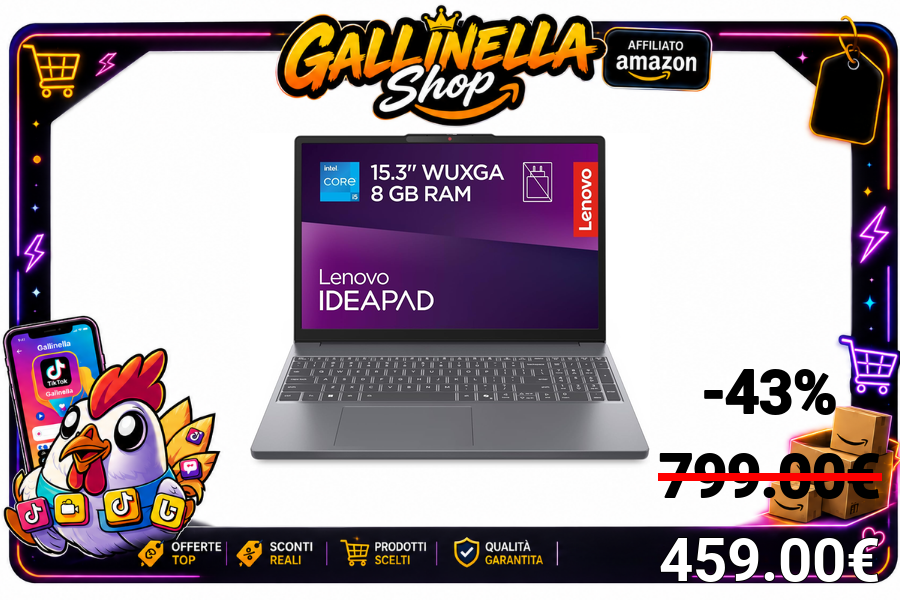 GALLINELLA
Shop
AFFILIATO
amazon
intel
core
i5
15.3" WUXGA
8 GB RAM
Lenovo
Lenovo
IDEAPAD
Gallinella
TikTok
Gallinella
-43%
799.00€
459.00€
OFFERTE
TOP
SCONTI
REALI
PRODOTTI
SCELTI
QUALITÀ
GARANTITA